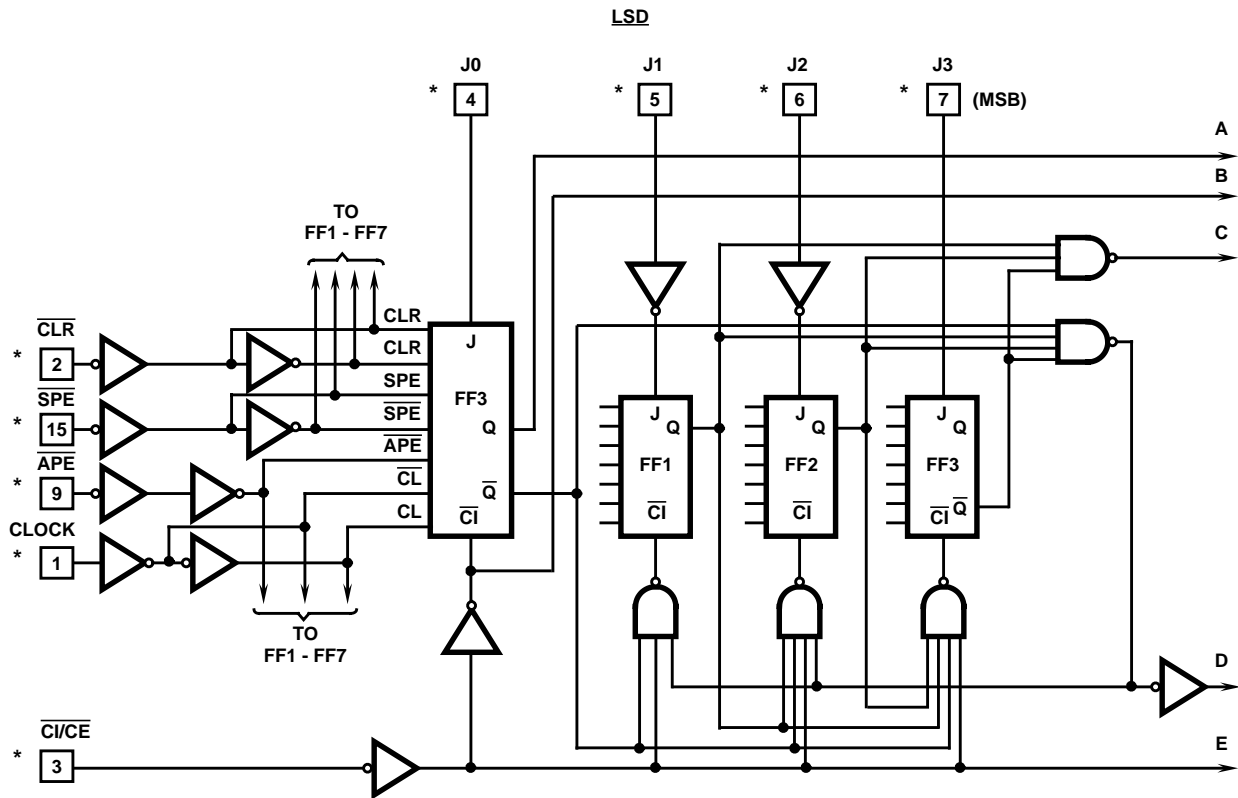 LSD
J0
J1
J2
J3
*
4
*
5
*
6
*
7
(MSB)
A
B
TO
FF1 - FF7
C
CLR
J
CLR
*
2
CLR
SPE
*
15
SPE
SPE
FF3
Q
APE
*
9
APE
CL
Q
CI
CL
CLOCK
*
1
J
Q
FF1
CI
J
Q
FF2
CI
J
Q
FF3
CI
Q
TO
FF1 - FF7
D
CI/CE
*
3
E